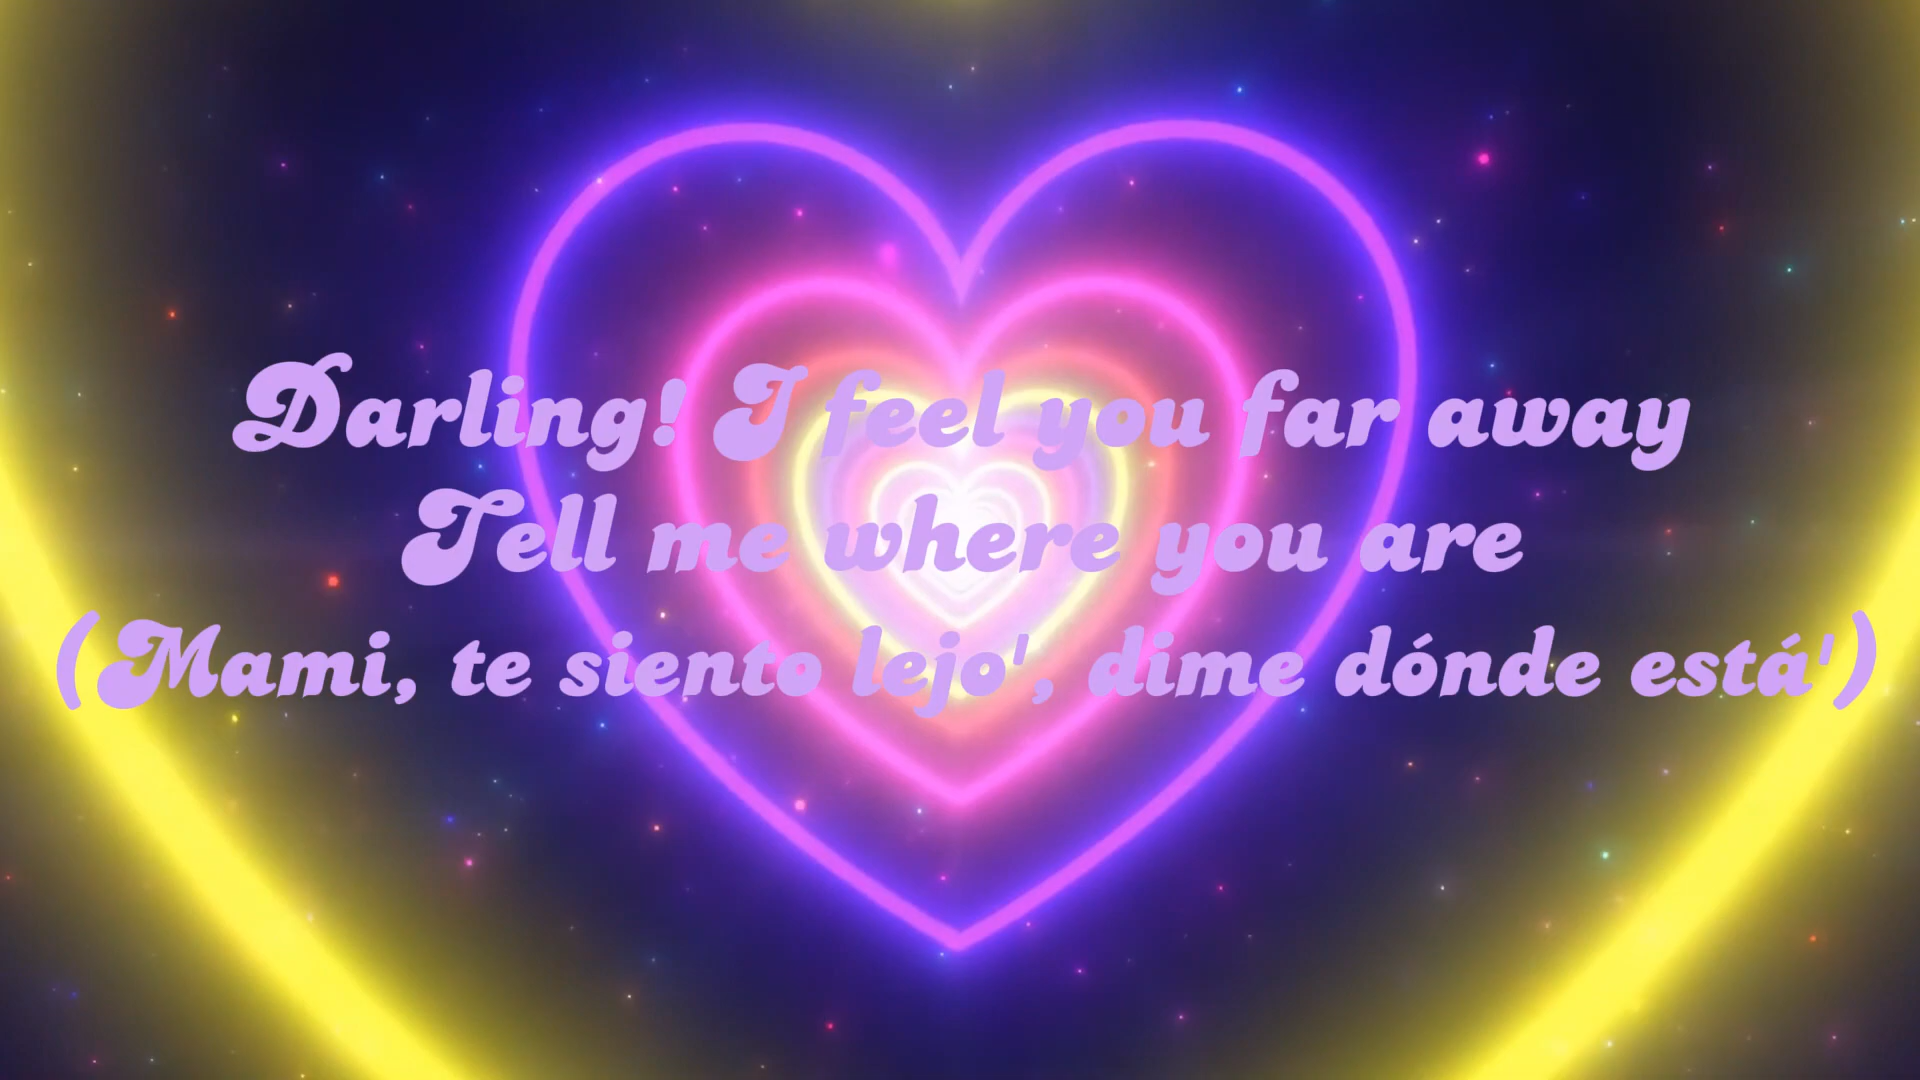 Darling! I feel you far away
Tell me where you are
(Mami, te siento lejo', dime dónde está')